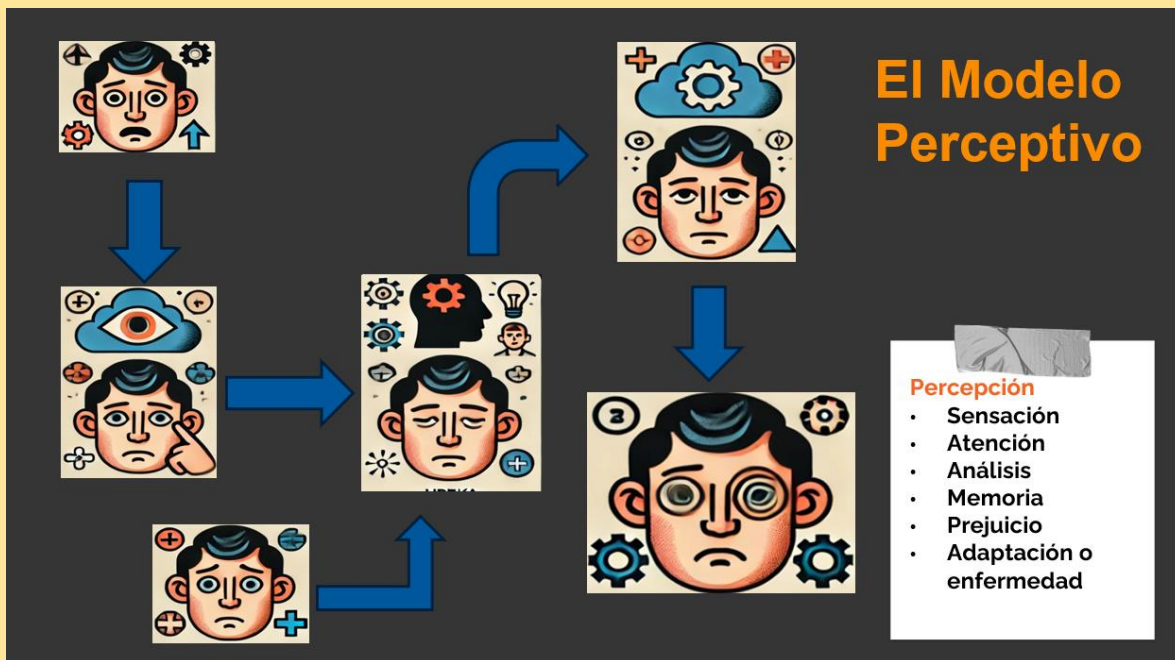 El Modelo
Perceptivo
Percepción
• Sensación
• Atención
• Análisis
• Memoria
• Prejuicio
• Adaptación o
enfermedad